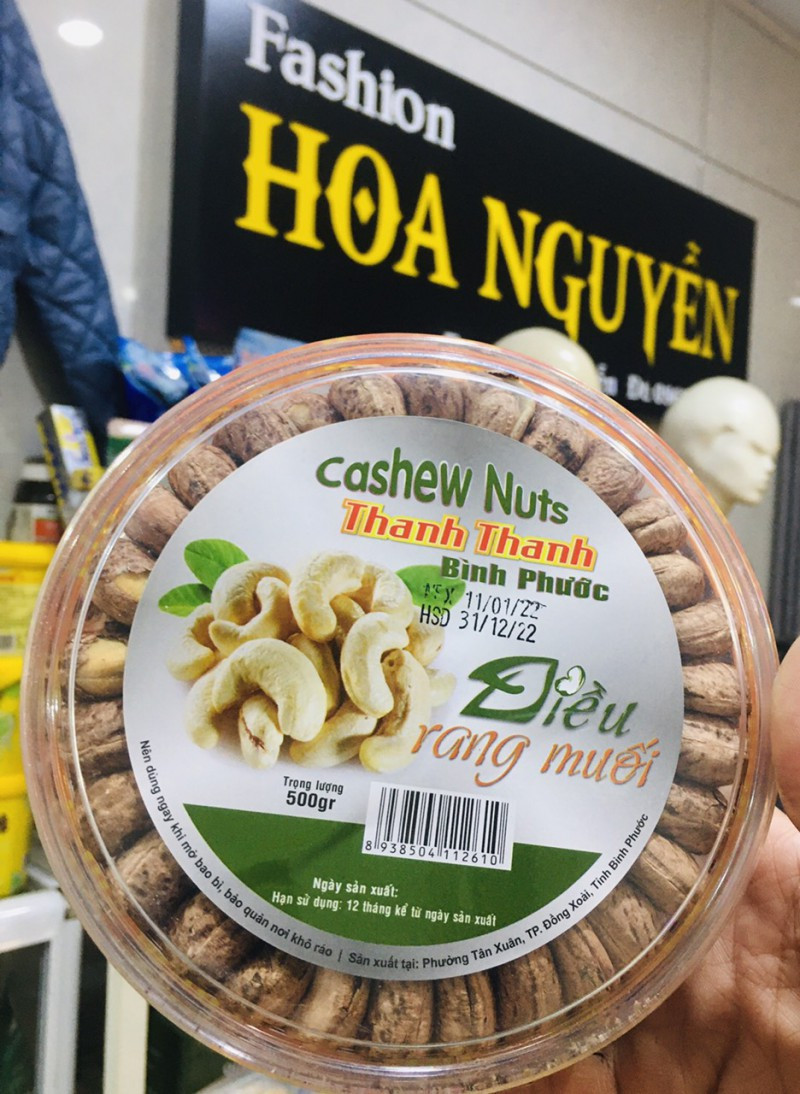 Fashion
HOA NGUYỄN
Cashew Nuts
Thanh Thanh
Bình Phước
11/01/22
HSD 31/12/22
Điều
rang muối
Trọng lượng
500gr
8 938504 112610
Ngày sản xuất:
Hạn sử dụng: 12 tháng kể từ ngày sản xuất
Nên dùng ngay khi mở bao bì, bảo quản nơi khô ráo | Sản xuất tại: Phường Tân Xuân, TP. Đồng Xoài, Tỉnh Bình Phước